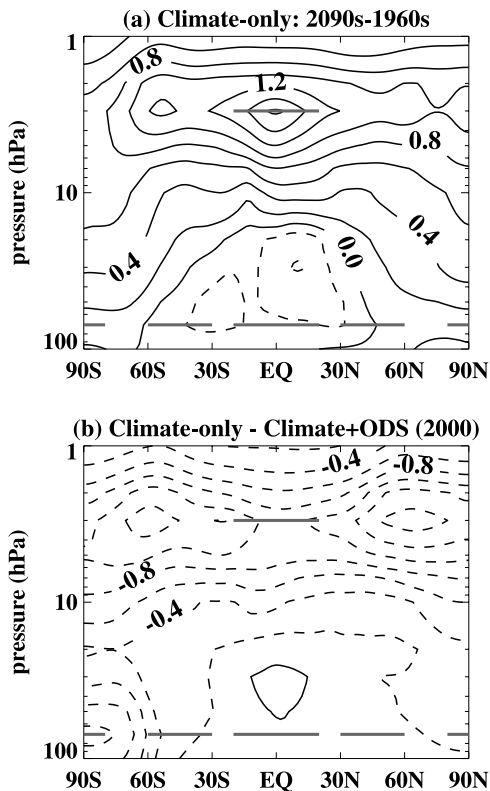 (a) Climate-only: 2090s-1960s
1
10
100
pressure (hPa)
0.8
1.2
0.8
0.4
0.0
0.4
90S 60S 30S EQ 30N 60N 90N
(b) Climate-only - Climate+ODS (2000)
1
10
100
pressure (hPa)
-0.4
-0.8
-0.8
-0.4
90S 60S 30S EQ 30N 60N 90N